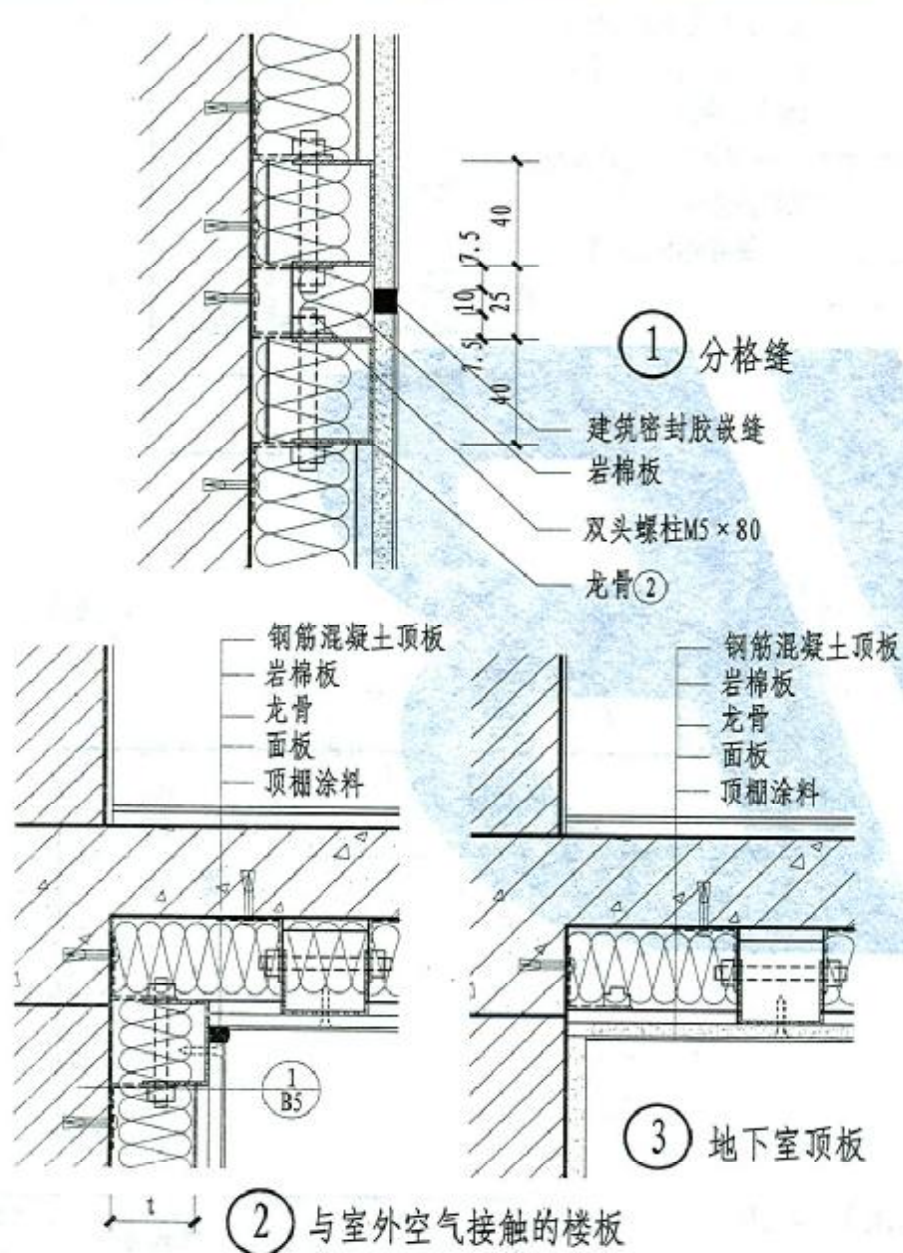 40
7.5
10
25
7.5
40
1 分格缝
建筑密封胶嵌缝
岩棉板
双头螺柱M5×80
龙骨②
钢筋混凝土顶板
岩棉板
龙骨
面板
顶棚涂料
钢筋混凝土顶板
岩棉板
龙骨
面板
顶棚涂料
1
B5
t
2 与室外空气接触的楼板
3 地下室顶板